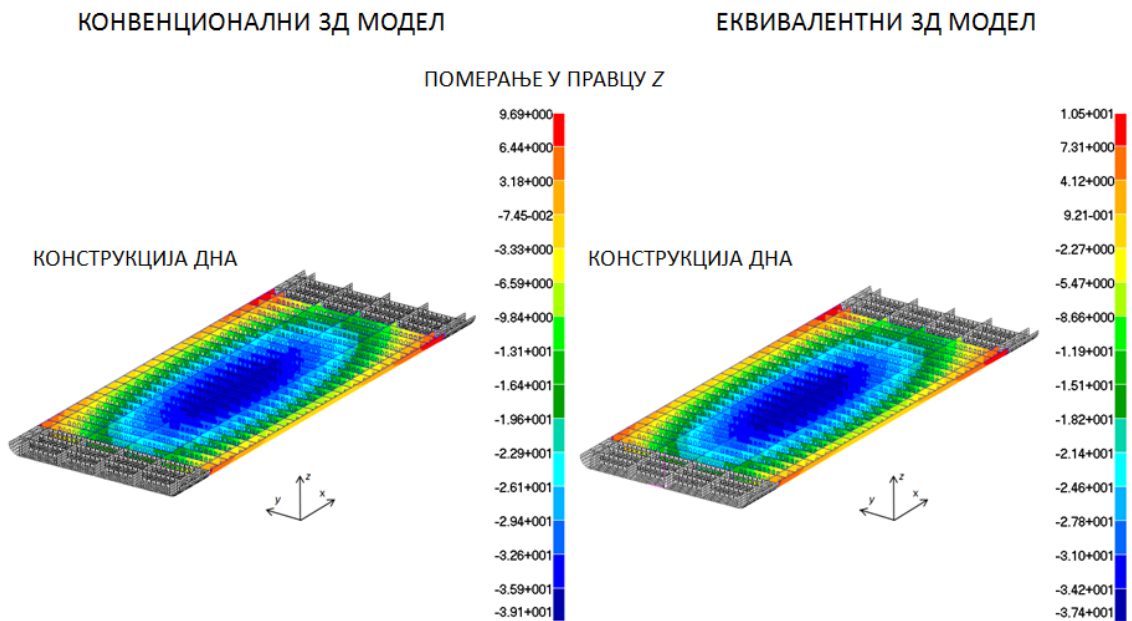 КОНВЕНЦИОНАЛНИ 3Д МОДЕЛ
ЕКВИВАЛЕНТНИ 3Д МОДЕЛ
ПОМЕРАЊЕ У ПРАВЦУ Z
КОНСТРУКЦИЈА ДНА
9.69+000
6.44+000
3.18+000
-7.45-002
-3.33+000
-6.59+000
-9.84+000
-1.31+001
-1.64+001
-1.96+001
-2.29+001
-2.61+001
-2.94+001
-3.26+001
-3.59+001
-3.91+001
z
y
x
КОНСТРУКЦИЈА ДНА
1.05+001
7.31+000
4.12+000
9.21-001
-2.27+000
-5.47+000
-8.66+000
-1.19+001
-1.51+001
-1.82+001
-2.14+001
-2.46+001
-2.78+001
-3.10+001
-3.42+001
-3.74+001
z
y
x